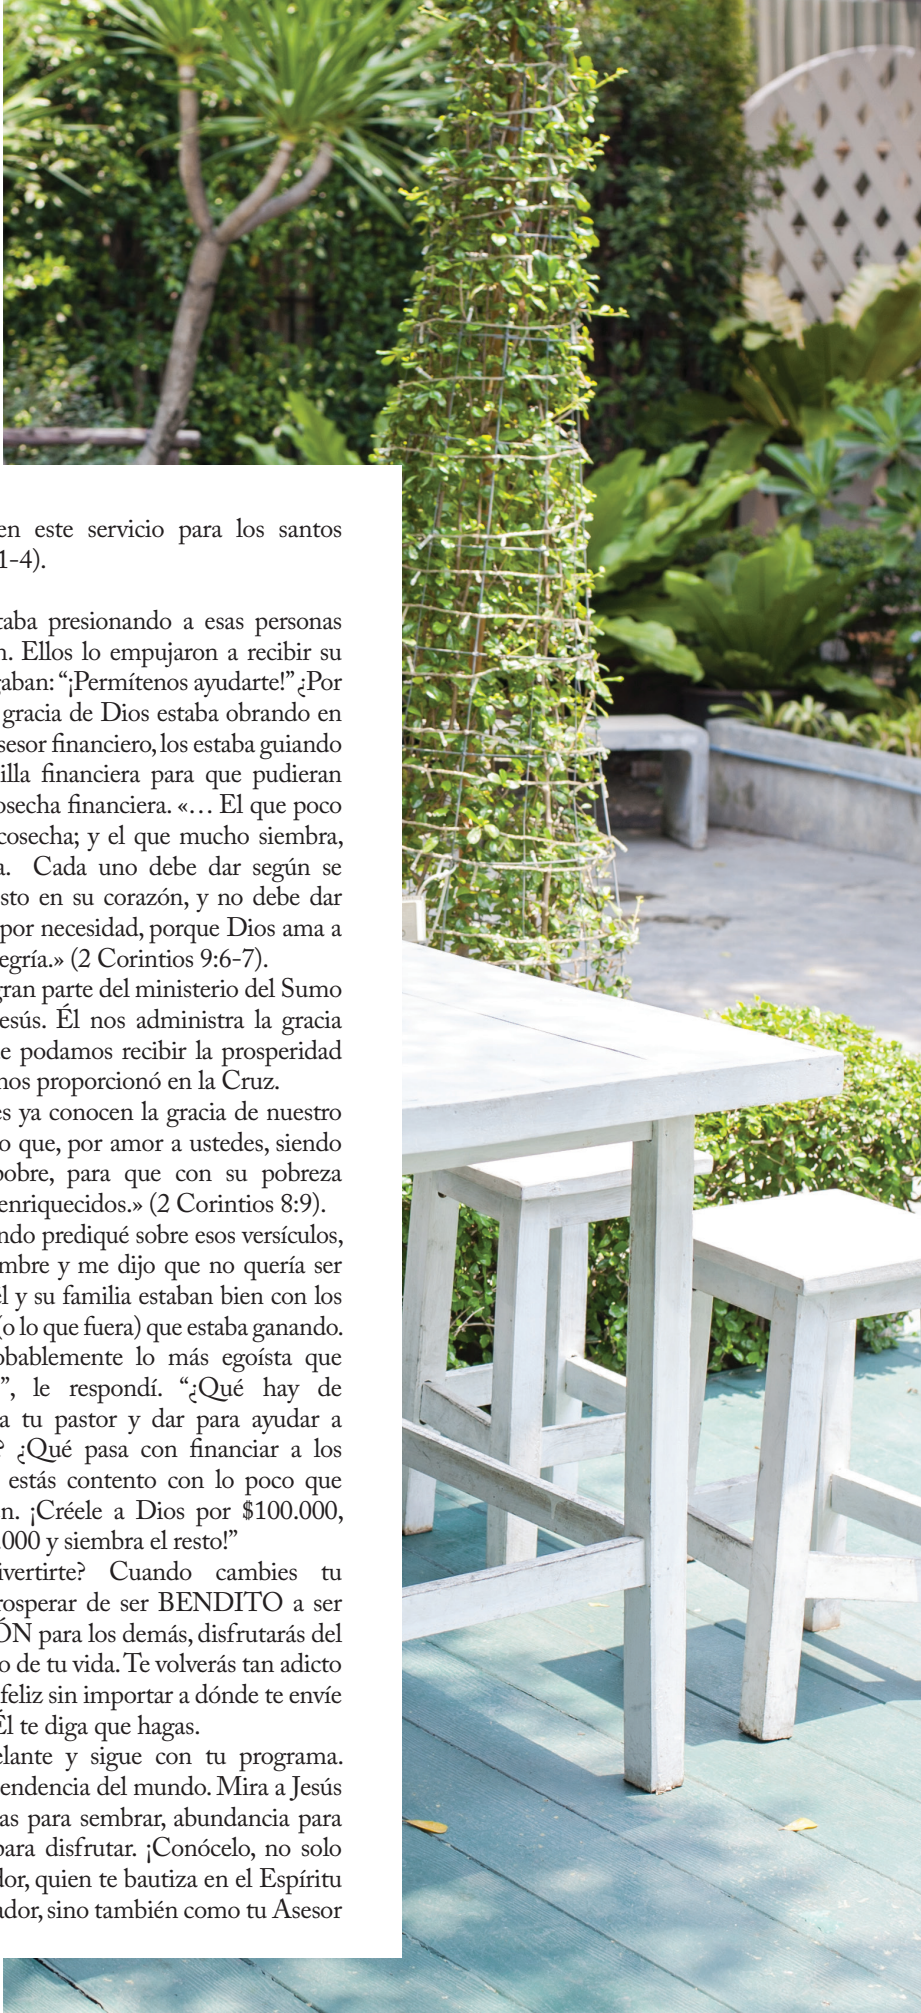 en este servicio para los santos
1-4).
taba presionando a esas personas
n. Ellos lo empujaron a recibir su
gaban: “¡Permítenos ayudarte!” ¿Por
gracia de Dios estaba obrando en
sesor financiero, los estaba guiando
illa financiera para que pudieran
osecha financiera. «… El que poco
cosecha; y el que mucho siembra,
a. Cada uno debe dar según se
sto en su corazón, y no debe dar
por necesidad, porque Dios ama a
egría.» (2 Corintios 9:6-7).
gran parte del ministerio del Sumo
esús. Él nos administra la gracia
e podamos recibir la prosperidad
nos proporcionó en la Cruz.
es ya conocen la gracia de nuestro
o que, por amor a ustedes, siendo
pobre, para que con su pobreza
enriquecidos.» (2 Corintios 8:9).
ndo prediqué sobre esos versículos,
mbre y me dijo que no quería ser
el y su familia estaban bien con los
(o lo que fuera) que estaba ganando.
obablemente lo más egoísta que
”, le respondí. “¿Qué hay de
a tu pastor y dar para ayudar a
? ¿Qué pasa con financiar a los
estás contento con lo poco que
n. ¡Créele a Dios por $100.000,
.000 y siembra el resto!”
ivertirte? Cuando cambies tu
rosperar de ser BENDITO a ser
ÓN para los demás, disfrutarás del
o de tu vida. Te volverás tan adicto
feliz sin importar a dónde te envíe
Él te diga que hagas.
elante y sigue con tu programa.
endencia del mundo. Mira a Jesús
as para sembrar, abundancia para
para disfrutar. ¡Conócelo, no solo
dor, quien te bautiza en el Espíritu
ador, sino también como tu Asesor